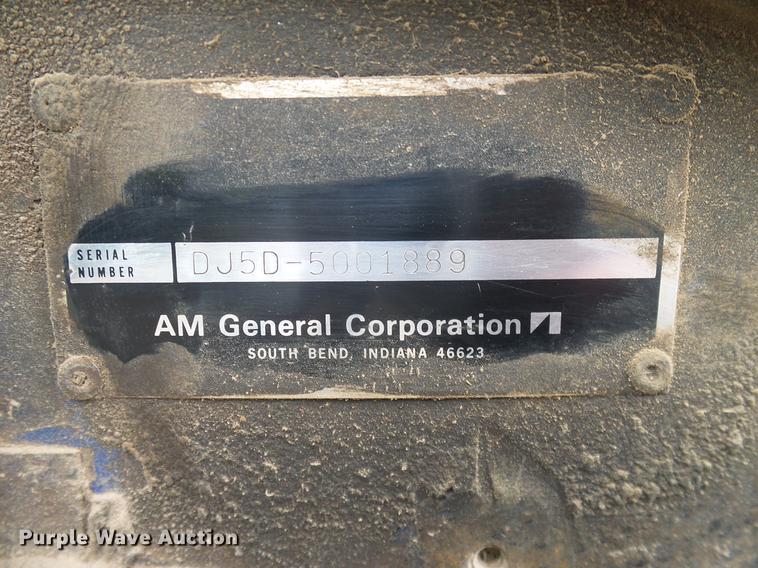 SERIAL
NUMBER
DJ5D-5001889
AM General Corporation
SOUTH BEND, INDIANA 46623
Purple Wave Auction